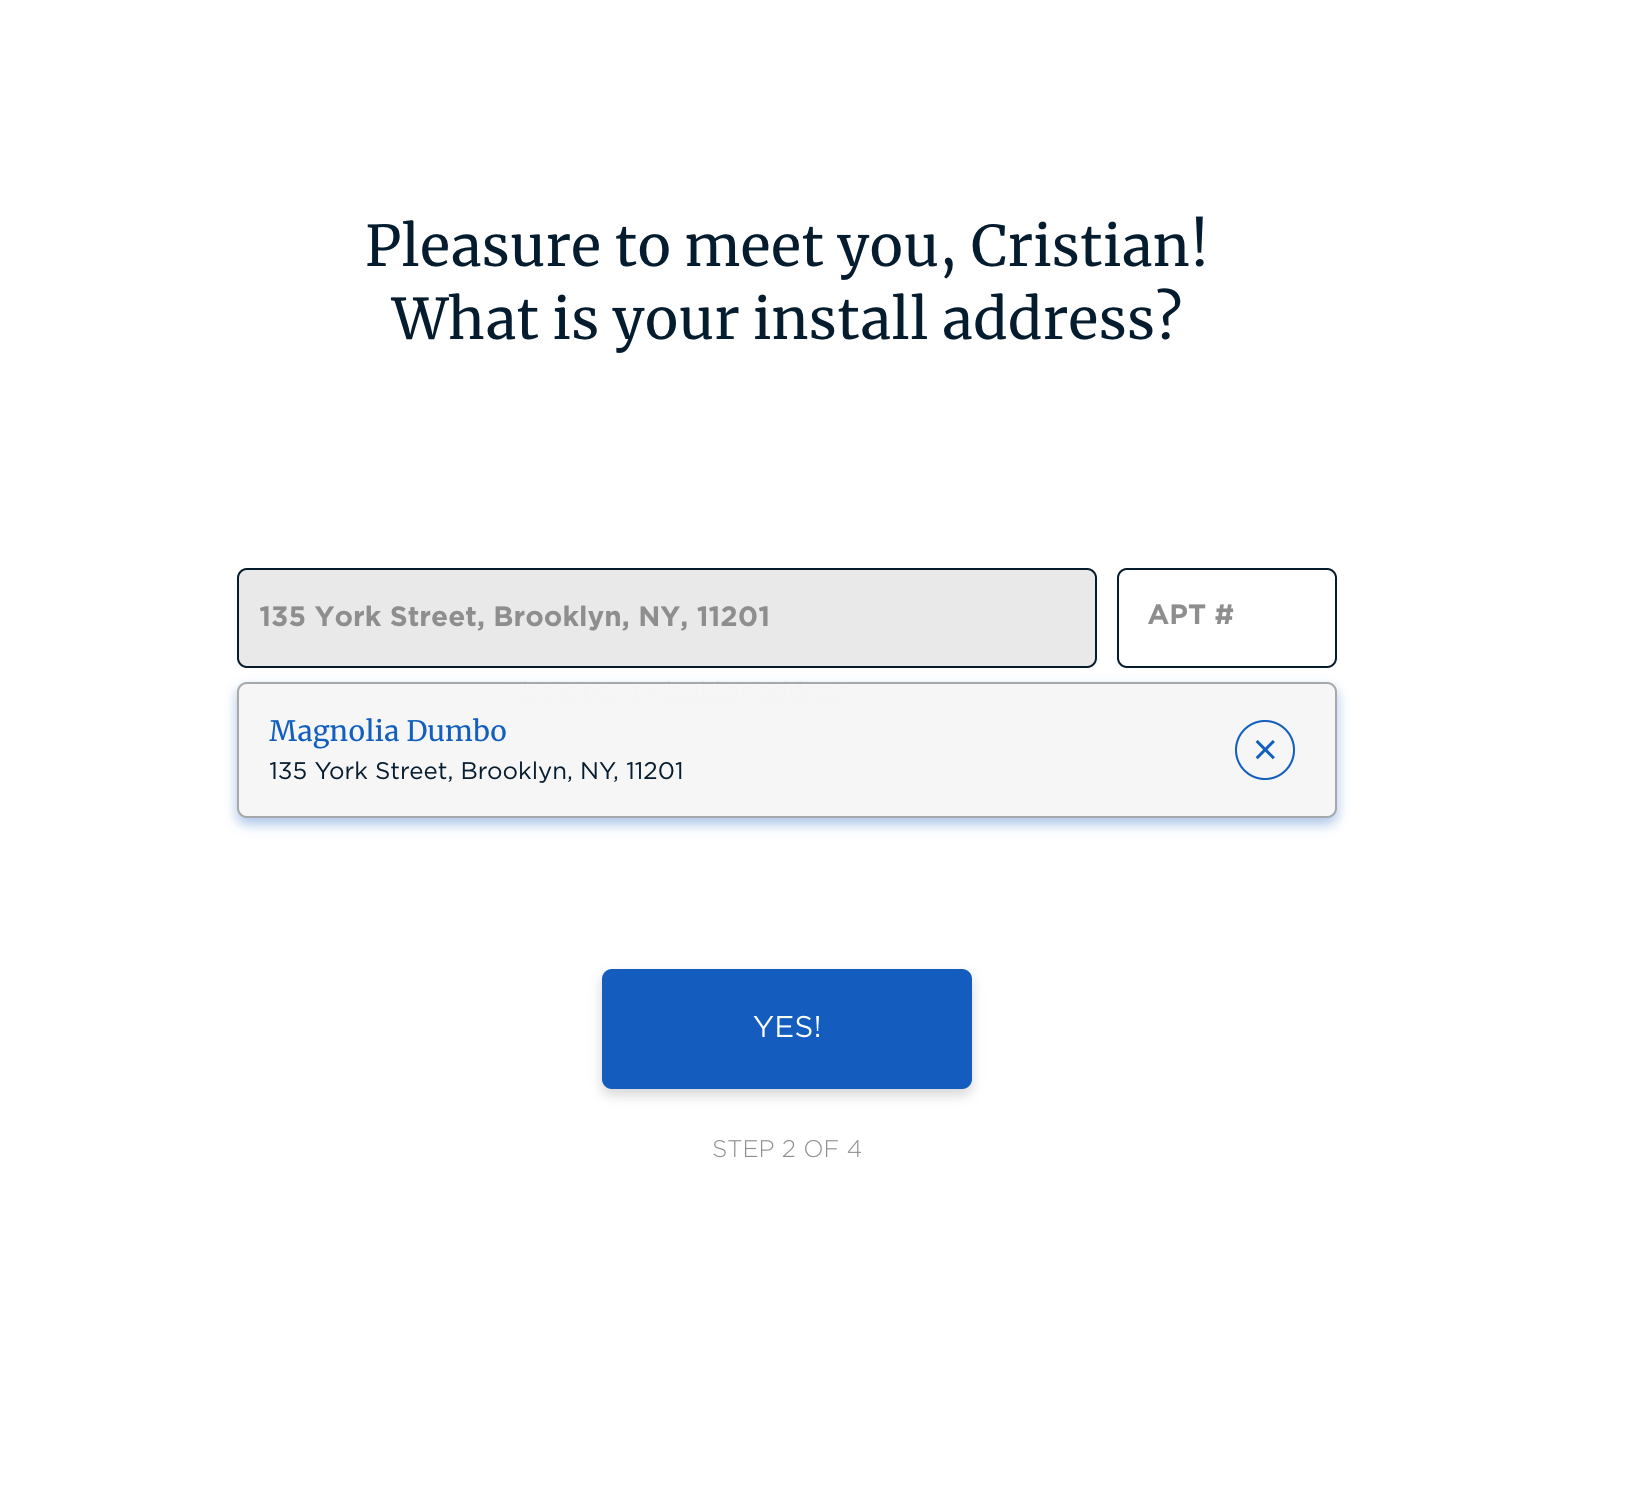 Pleasure to meet you, Cristian!
What is your install address?
135 York Street, Brooklyn, NY, 11201
APT #
Magnolia Dumbo
135 York Street, Brooklyn, NY, 11201
YES!
STEP 2 OF 4